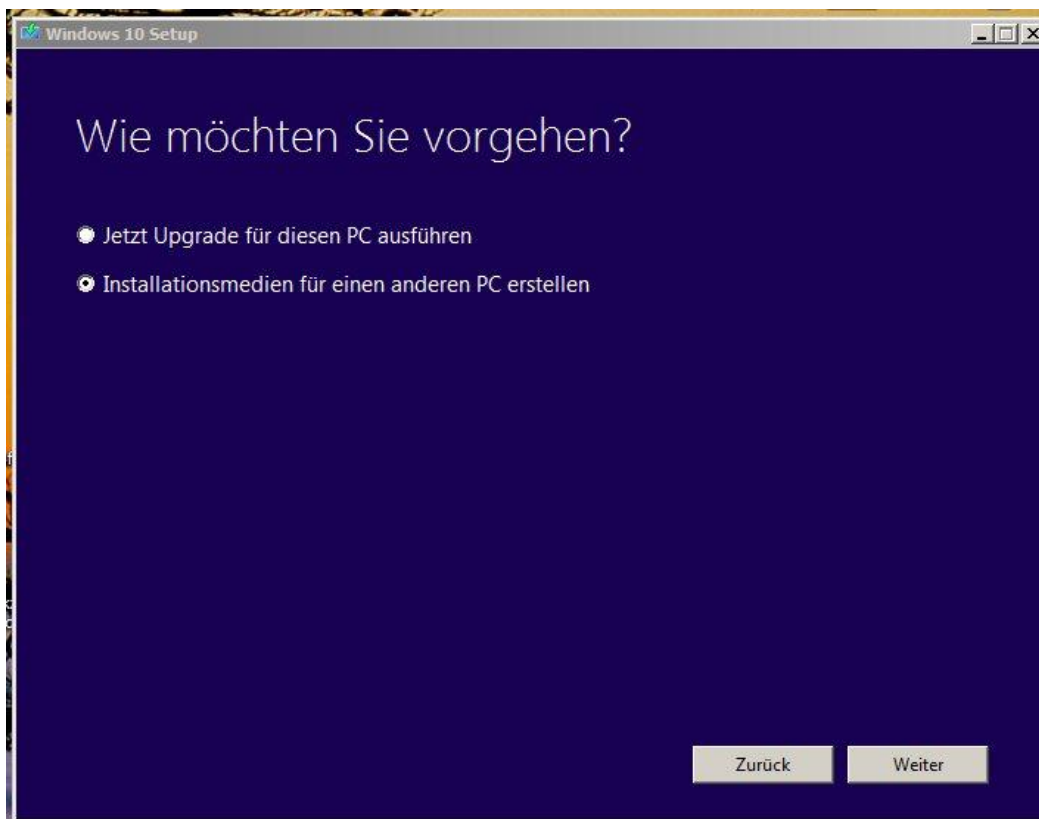 Windows 10 Setup
Wie möchten Sie vorgehen?
Jetzt Upgrade für diesen PC ausführen
Installationsmedien für einen anderen PC erstellen
Zurück
Weiter